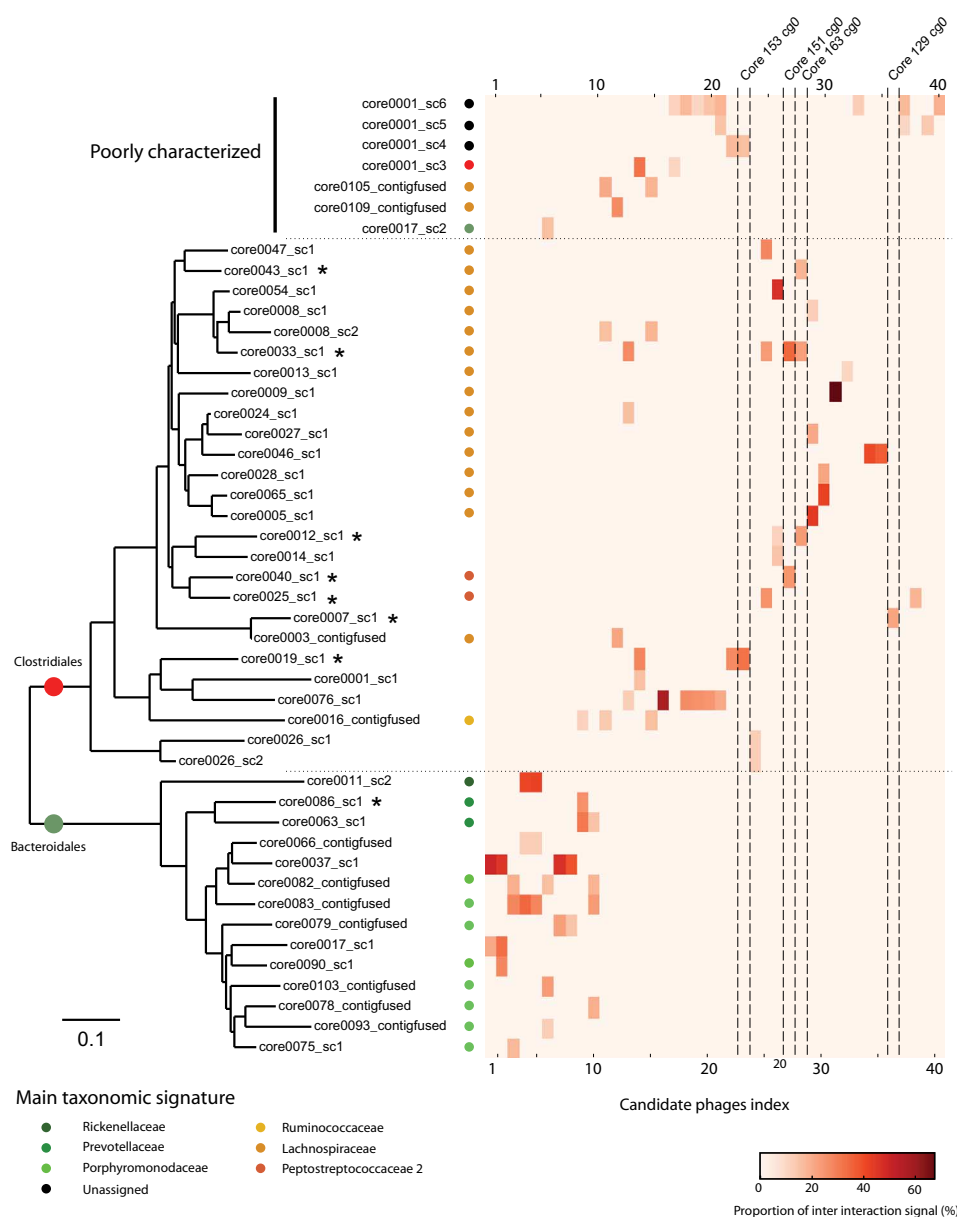 Core 153 cg0
Core 151 cg0
Core 163 cg0
Core 129 cg0
1 10 20 30 40
Poorly characterized
core0001_sc6
core0001_sc5
core0001_sc4
core0001_sc3
core0105_contigfused
core0109_contigfused
core0017_sc2
core0047_sc1
core0043_sc1 *
core0054_sc1
core0008_sc1
core0008_sc2
core0033_sc1 *
core0013_sc1
core0009_sc1
core0024_sc1
core0027_sc1
core0046_sc1
core0028_sc1
core0065_sc1
core0005_sc1
core0012_sc1 *
core0014_sc1
core0040_sc1 *
core0025_sc1 *
core0007_sc1 *
core0003_contigfused
Clostridiales
core0019_sc1 *
core0001_sc1
core0076_sc1
core0016_contigfused
core0026_sc1
core0026_sc2
core0011_sc2
core0086_sc1 *
core0063_sc1
Bacteroidales
core0066_contigfused
core0037_sc1
core0082_contigfused
core0083_contigfused
core0079_contigfused
core0017_sc1
core0090_sc1
core0103_contigfused
core0078_contigfused
core0093_contigfused
core0075_sc1
0.1
1 10 20 20 30 40
Candidate phages index
Main taxonomic signature
Rickenellaceae
Prevotellaceae
Porphyromonodaceae
Unassigned
Ruminococcaceae
Lachnospiraceae
Peptostreptococcaceae 2
0 20 40 60
Proportion of inter interaction signal (%)